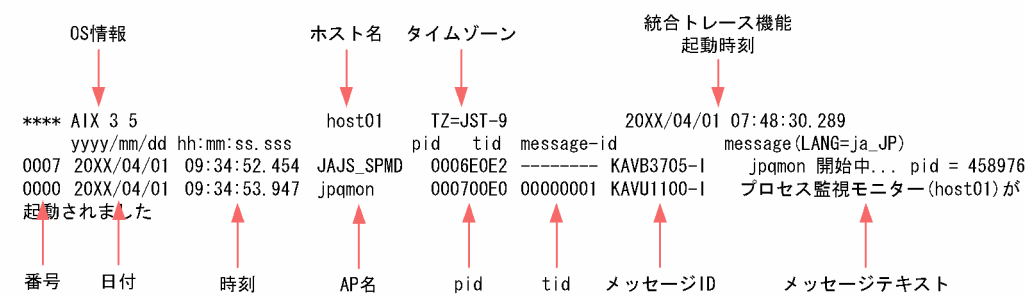 統合トレース機能
OS情報 ホスト名 タイムゾーン 起動時刻
**** AIX 3 5 host01 TZ=JST-9 20XX/04/01 07:48:30.289
yyyy/mm/dd hh:mm:ss.sss pid tid message-id message(LANG=ja_JP)
0007 20XX/04/01 09:34:52.454 JAJS_SPMD 0006E0E2 -------- KAVB3705-I jpqmon 開始中... pid = 458976
0000 20XX/04/01 09:34:53.947 jpqmon 000700E0 00000001 KAVU1100-I プロセス監視モニター(host01)が
起動されました
番号 日付 時刻 AP名 pid tid メッセージID メッセージテキスト